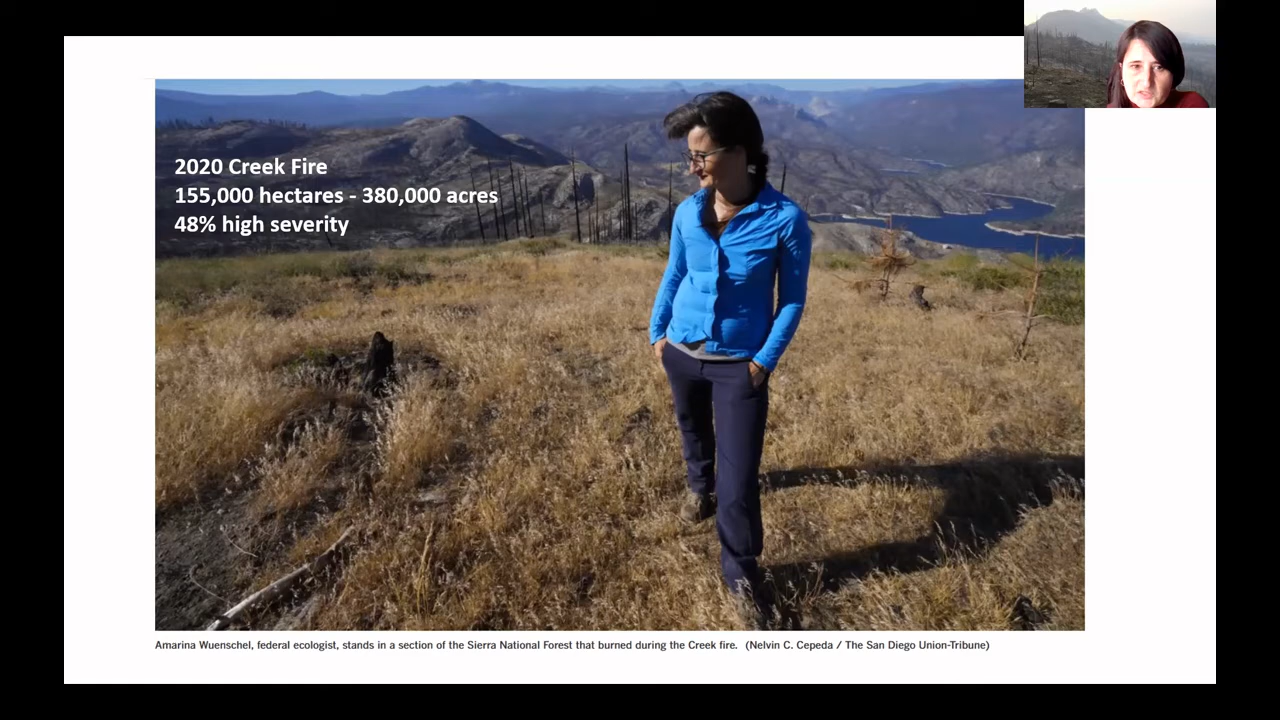 2020 Creek Fire
155,000 hectares - 380,000 acres
48% high severity
Amarina Wuenschel, federal ecologist, stands in a section of the Sierra National Forest that burned during the Creek fire. (Nelvin C. Cepeda / The San Diego Union-Tribune)